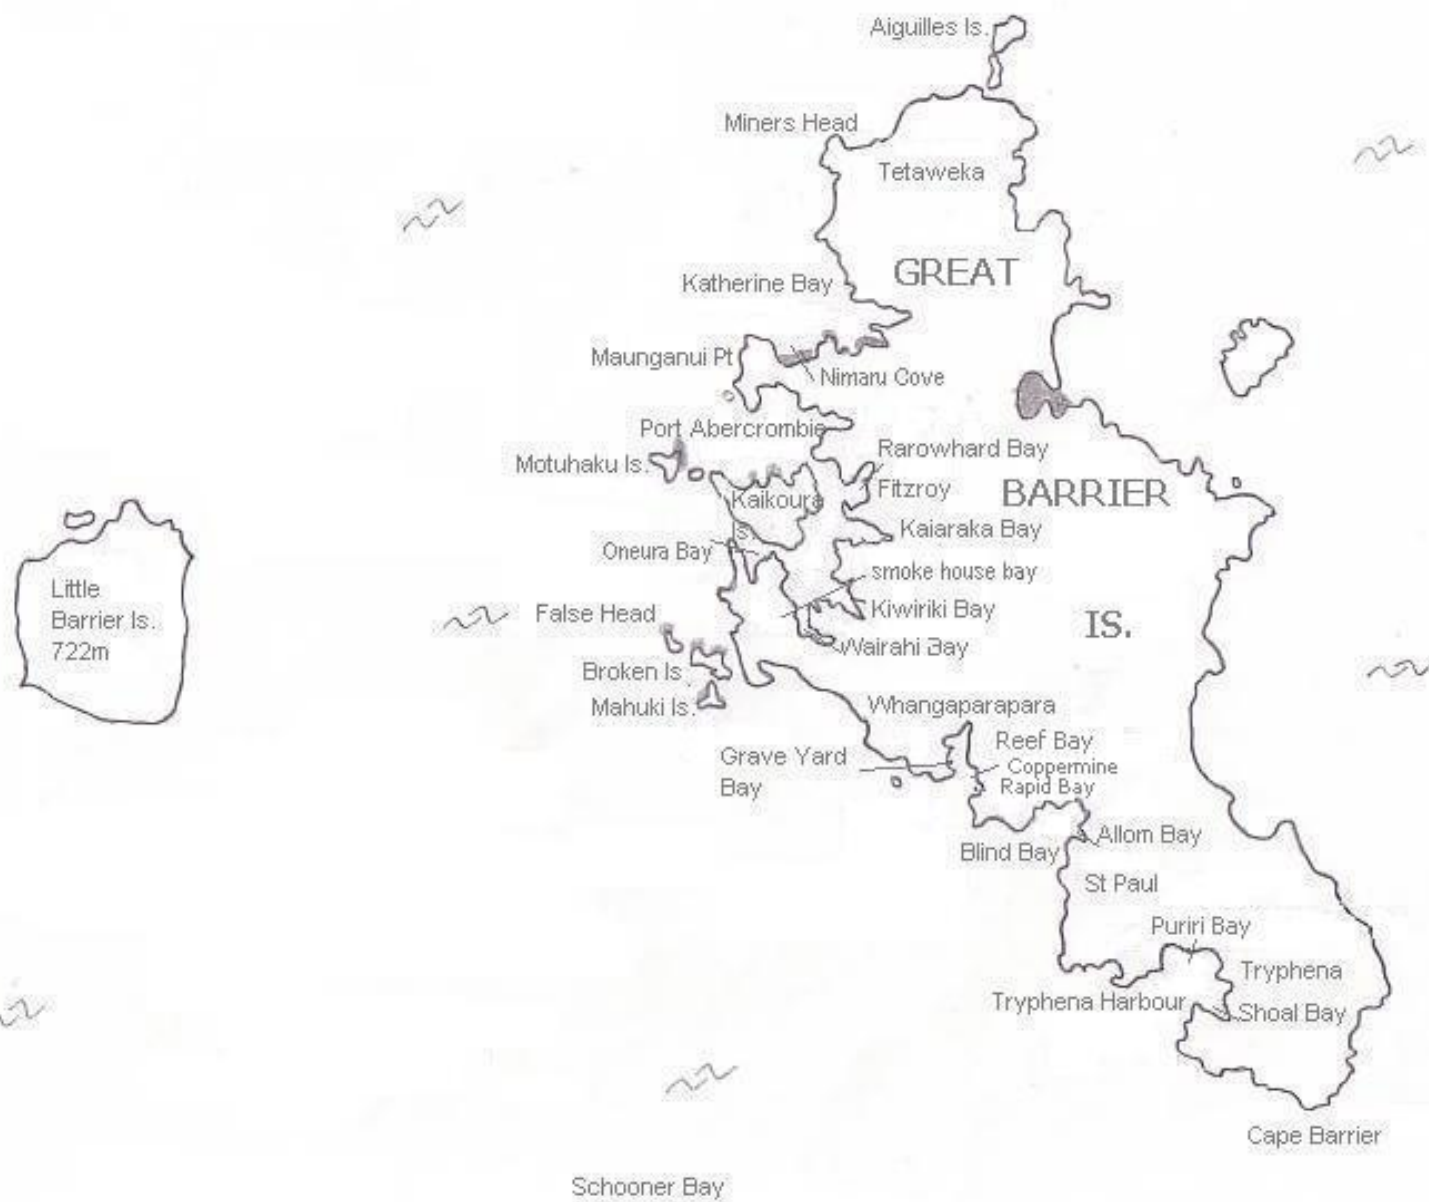 Aiguilles Is.
Miners Head
Tetaweka
GREAT
Katherine Bay
Maunganui Pt
Nimaru Cove
Port Abercrombie
Rarowhard Bay
Motuhaku Is.
Fitzroy
BARRIER
Kaikoura
Is.
Kaiaraka Bay
Oneura Bay
smoke house bay
Little
Barrier Is.
722m
False Head
Kiwiriki Bay
IS.
Wairahi Bay
Broken Is.
Mahuki Is.
Whangaparapara
Reef Bay
Grave Yard
Bay
Coppermine
Rapid Bay
Allom Bay
Blind Bay
St Paul
Puriri Bay
Tryphena
Tryphena Harbour
Shoal Bay
Cape Barrier
Schooner Bay